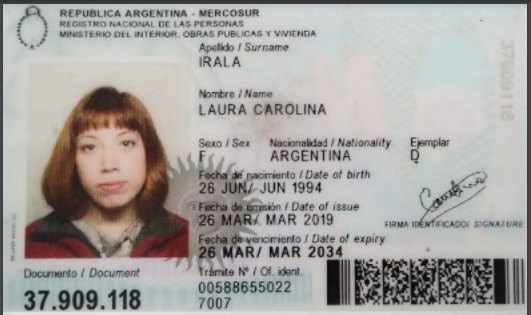 REPUBLICA ARGENTINA - MERCOSUR
REGISTRO NACIONAL DE LAS PERSONAS
MINISTERIO DEL INTERIOR, OBRAS PUBLICAS Y VIVIENDA
Apellido / Surname
IRALA
Nombre / Name
LAURA CAROLINA
Sexo / Sex Nacionalidad / Nationality Ejemplar
F ARGENTINA D
Fecha de nacimiento / Date of birth
26 JUN/ JUN 1994
Fecha de emisión / Date of issue
26 MAR/ MAR 2019
FIRMA IDENTIFICADO/ SIGNATURE
Fecha de vencimiento / Date of expiry
26 MAR/ MAR 2034
Documento / Document
37.909.118
Trámite N° / Of. ident.
00588655022
7007